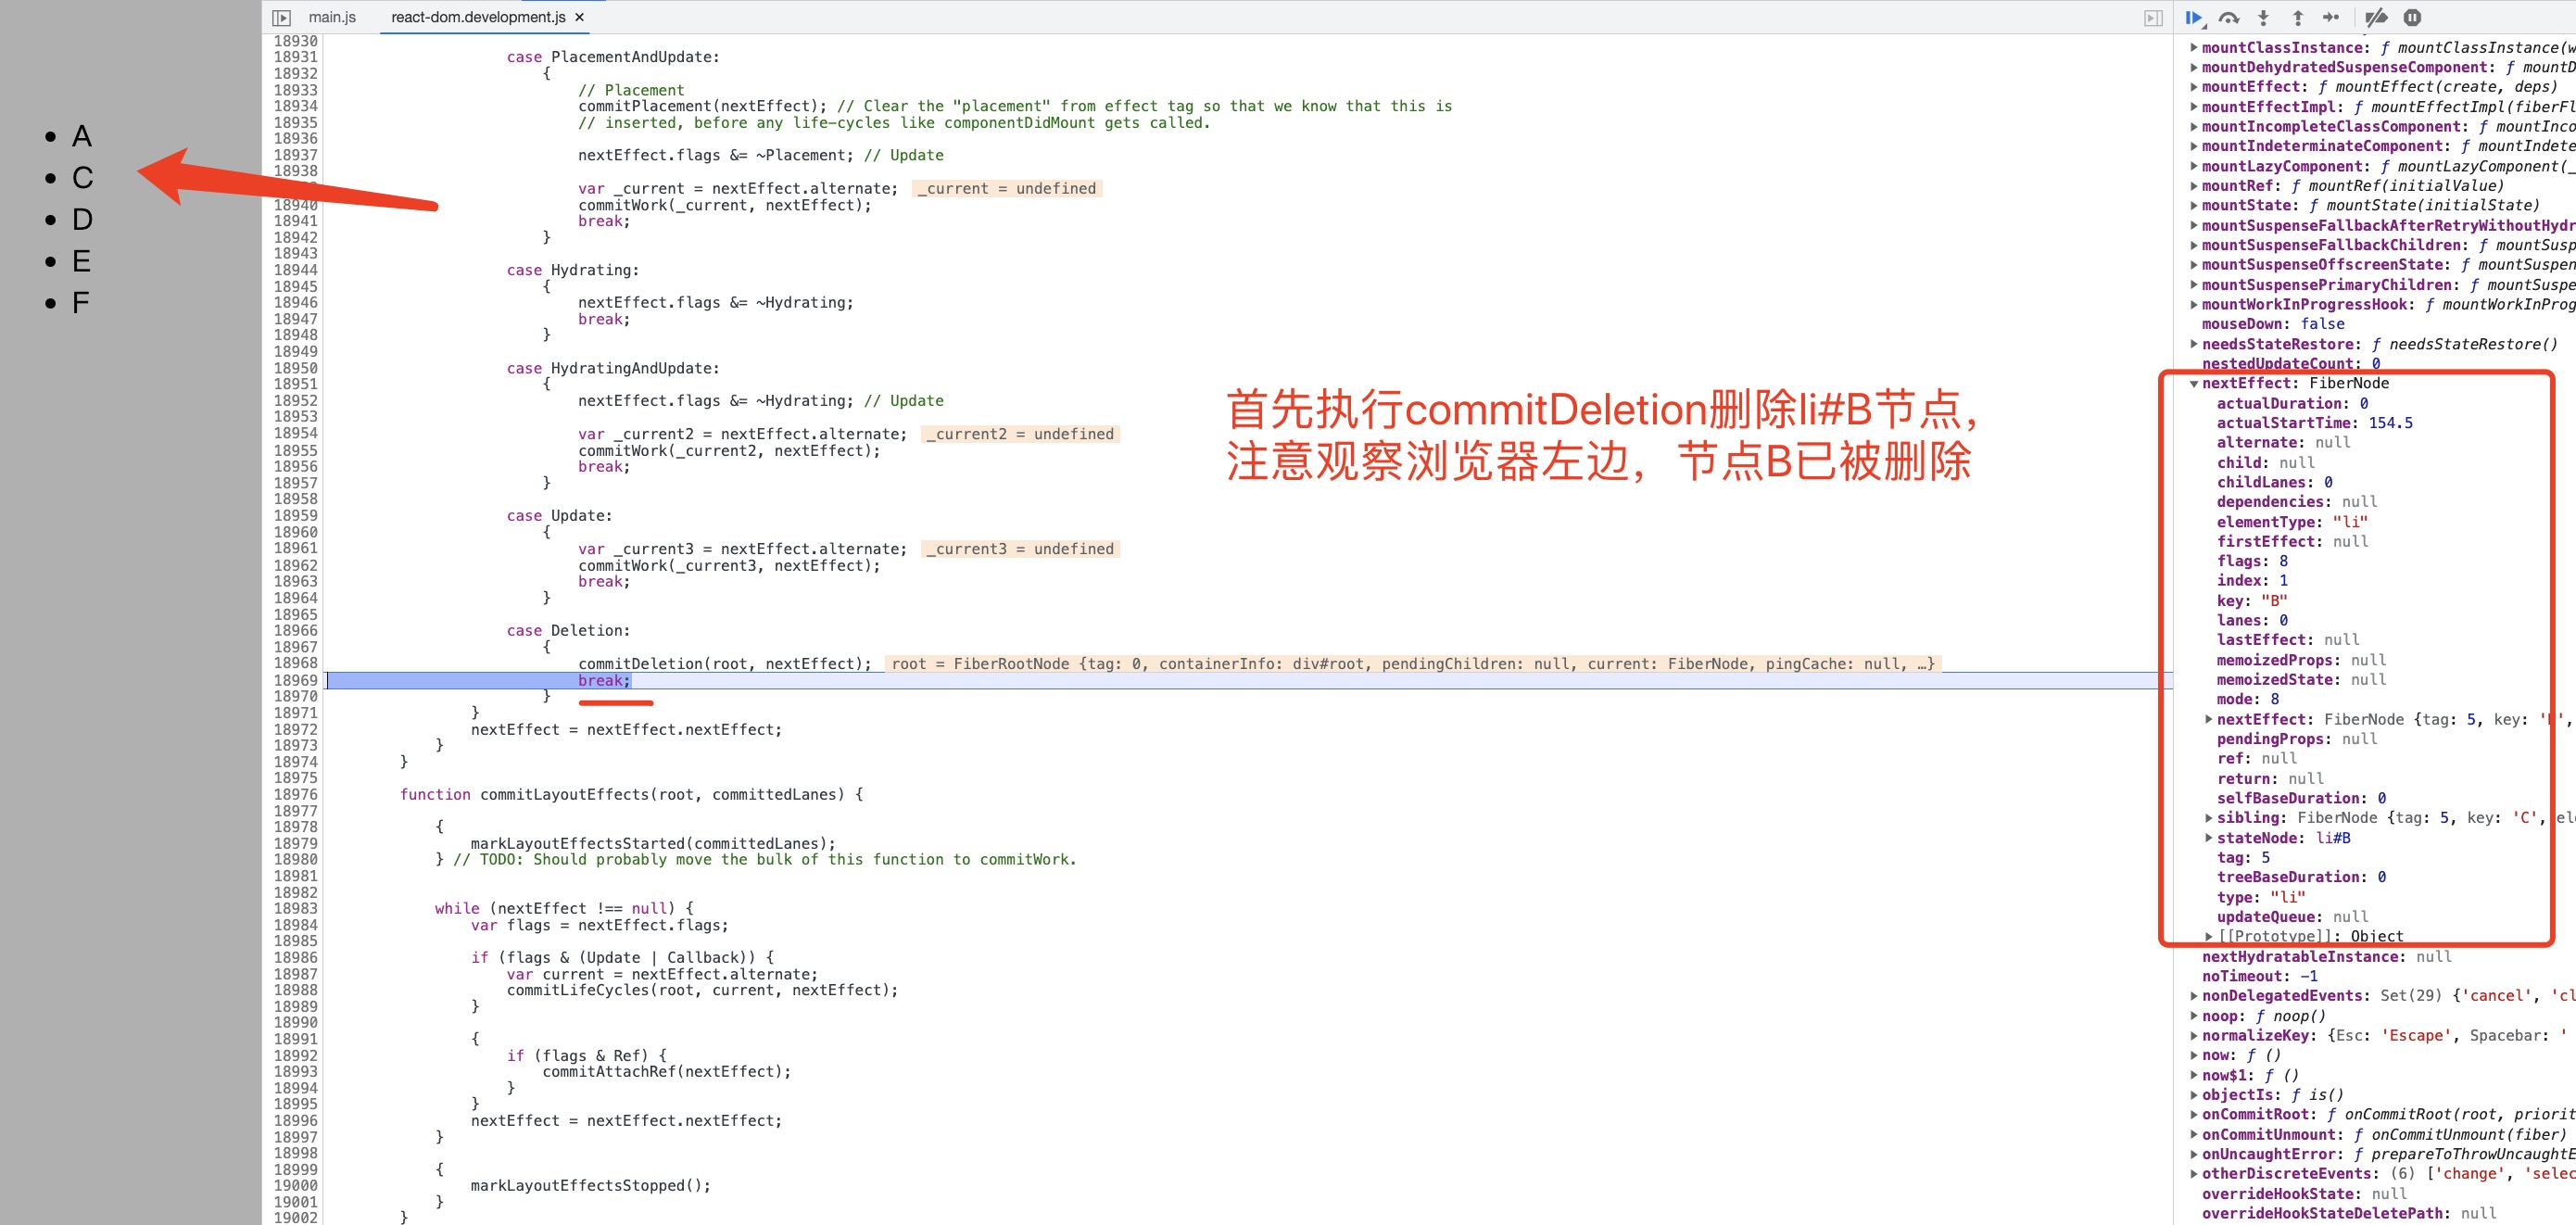 main.js
react-dom.development.js ×
A
C
D
E
F
18930
18931 case PlacementAndUpdate:
18932 {
18933 // Placement
18934 commitPlacement(nextEffect); // Clear the "placement" from effect tag so that we know that this is
18935 // inserted, before any life-cycles like componentDidMount gets called.
18936
18937 nextEffect.flags &= ~Placement; // Update
18938
var _current = nextEffect.alternate; _current = undefined
18940 commitWork(_current, nextEffect);
18941 break;
18942 }
18943
18944 case Hydrating:
18945 {
18946 nextEffect.flags &= ~Hydrating;
18947 break;
18948 }
18949
18950 case HydratingAndUpdate:
18951 {
18952 nextEffect.flags &= ~Hydrating; // Update
18953
18954 var _current2 = nextEffect.alternate; _current2 = undefined
18955 commitWork(_current2, nextEffect);
18956 break;
18957 }
18958
18959 case Update:
18960 {
18961 var _current3 = nextEffect.alternate; _current3 = undefined
18962 commitWork(_current3, nextEffect);
18963 break;
18964 }
18965
18966 case Deletion:
18967 {
18968 commitDeletion(root, nextEffect); root = FiberRootNode {tag: 0, containerInfo: div#root, pendingChildren: null, current: FiberNode, pingCache: null, …}
18969 break;
18970 }
18971 }
18972 nextEffect = nextEffect.nextEffect;
18973 }
18974 }
18975
18976 function commitLayoutEffects(root, committedLanes) {
18977
18978 {
18979 markLayoutEffectsStarted(committedLanes);
18980 } // TODO: Should probably move the bulk of this function to commitWork.
18981
18982
18983 while (nextEffect !== null) {
18984 var flags = nextEffect.flags;
18985
18986 if (flags & (Update | Callback)) {
18987 var current = nextEffect.alternate;
18988 commitLifeCycles(root, current, nextEffect);
18989 }
18990
18991 {
18992 if (flags & Ref) {
18993 commitAttachRef(nextEffect);
18994 }
18995 }
18996 nextEffect = nextEffect.nextEffect;
18997 }
18998
18999 {
19000 markLayoutEffectsStopped();
19001 }
19002 }
首先执行commitDeletion删除li#B节点，
注意观察浏览器左边，节点B已被删除
mountClassInstance: ƒ mountClassInstance(w
mountDehydratedSuspenseComponent: ƒ mountD
mountEffect: ƒ mountEffect(create, deps)
mountEffectImpl: ƒ mountEffectImpl(fiberFl
mountIncompleteClassComponent: ƒ mountInco
mountIndeterminateComponent: ƒ mountIndete
mountLazyComponent: ƒ mountLazyComponent(_
mountRef: ƒ mountRef(initialValue)
mountState: ƒ mountState(initialState)
mountSuspenseFallbackAfterRetryWithoutHydr
mountSuspenseFallbackChildren: ƒ mountSusp
mountSuspenseOffscreenState: ƒ mountSuspen
mountSuspensePrimaryChildren: ƒ mountSuspe
mountWorkInProgressHook: ƒ mountWorkInProg
mouseDown: false
needsStateRestore: ƒ needsStateRestore()
nestedUpdateCount: 0
nextEffect: FiberNode
actualDuration: 0
actualStartTime: 154.5
alternate: null
child: null
childLanes: 0
dependencies: null
elementType: "li"
firstEffect: null
flags: 8
index: 1
key: "B"
lanes: 0
lastEffect: null
memoizedProps: null
memoizedState: null
mode: 8
nextEffect: FiberNode {tag: 5, key:
pendingProps: null
ref: null
return: null
selfBaseDuration: 0
sibling: FiberNode {tag: 5, key: 'C', ele
stateNode: li#B
tag: 5
treeBaseDuration: 0
type: "li"
updateQueue: null
[[Prototype]]: Object
nextHydratableInstance: null
noTimeout: -1
nonDelegatedEvents: Set(29) {'cancel', 'cl
noop: ƒ noop()
normalizeKey: {Esc: 'Escape', Spacebar: '
now: ƒ ()
now$1: ƒ ()
objectIs: ƒ is()
onCommitRoot: ƒ onCommitRoot(root, priorit
onCommitUnmount: ƒ onCommitUnmount(fiber)
onUncaughtError: ƒ prepareToThrowUncaughtE
otherDiscreteEvents: (6) ['change', 'selec
overrideHookState: null
overrideHookStateDeletePath: null